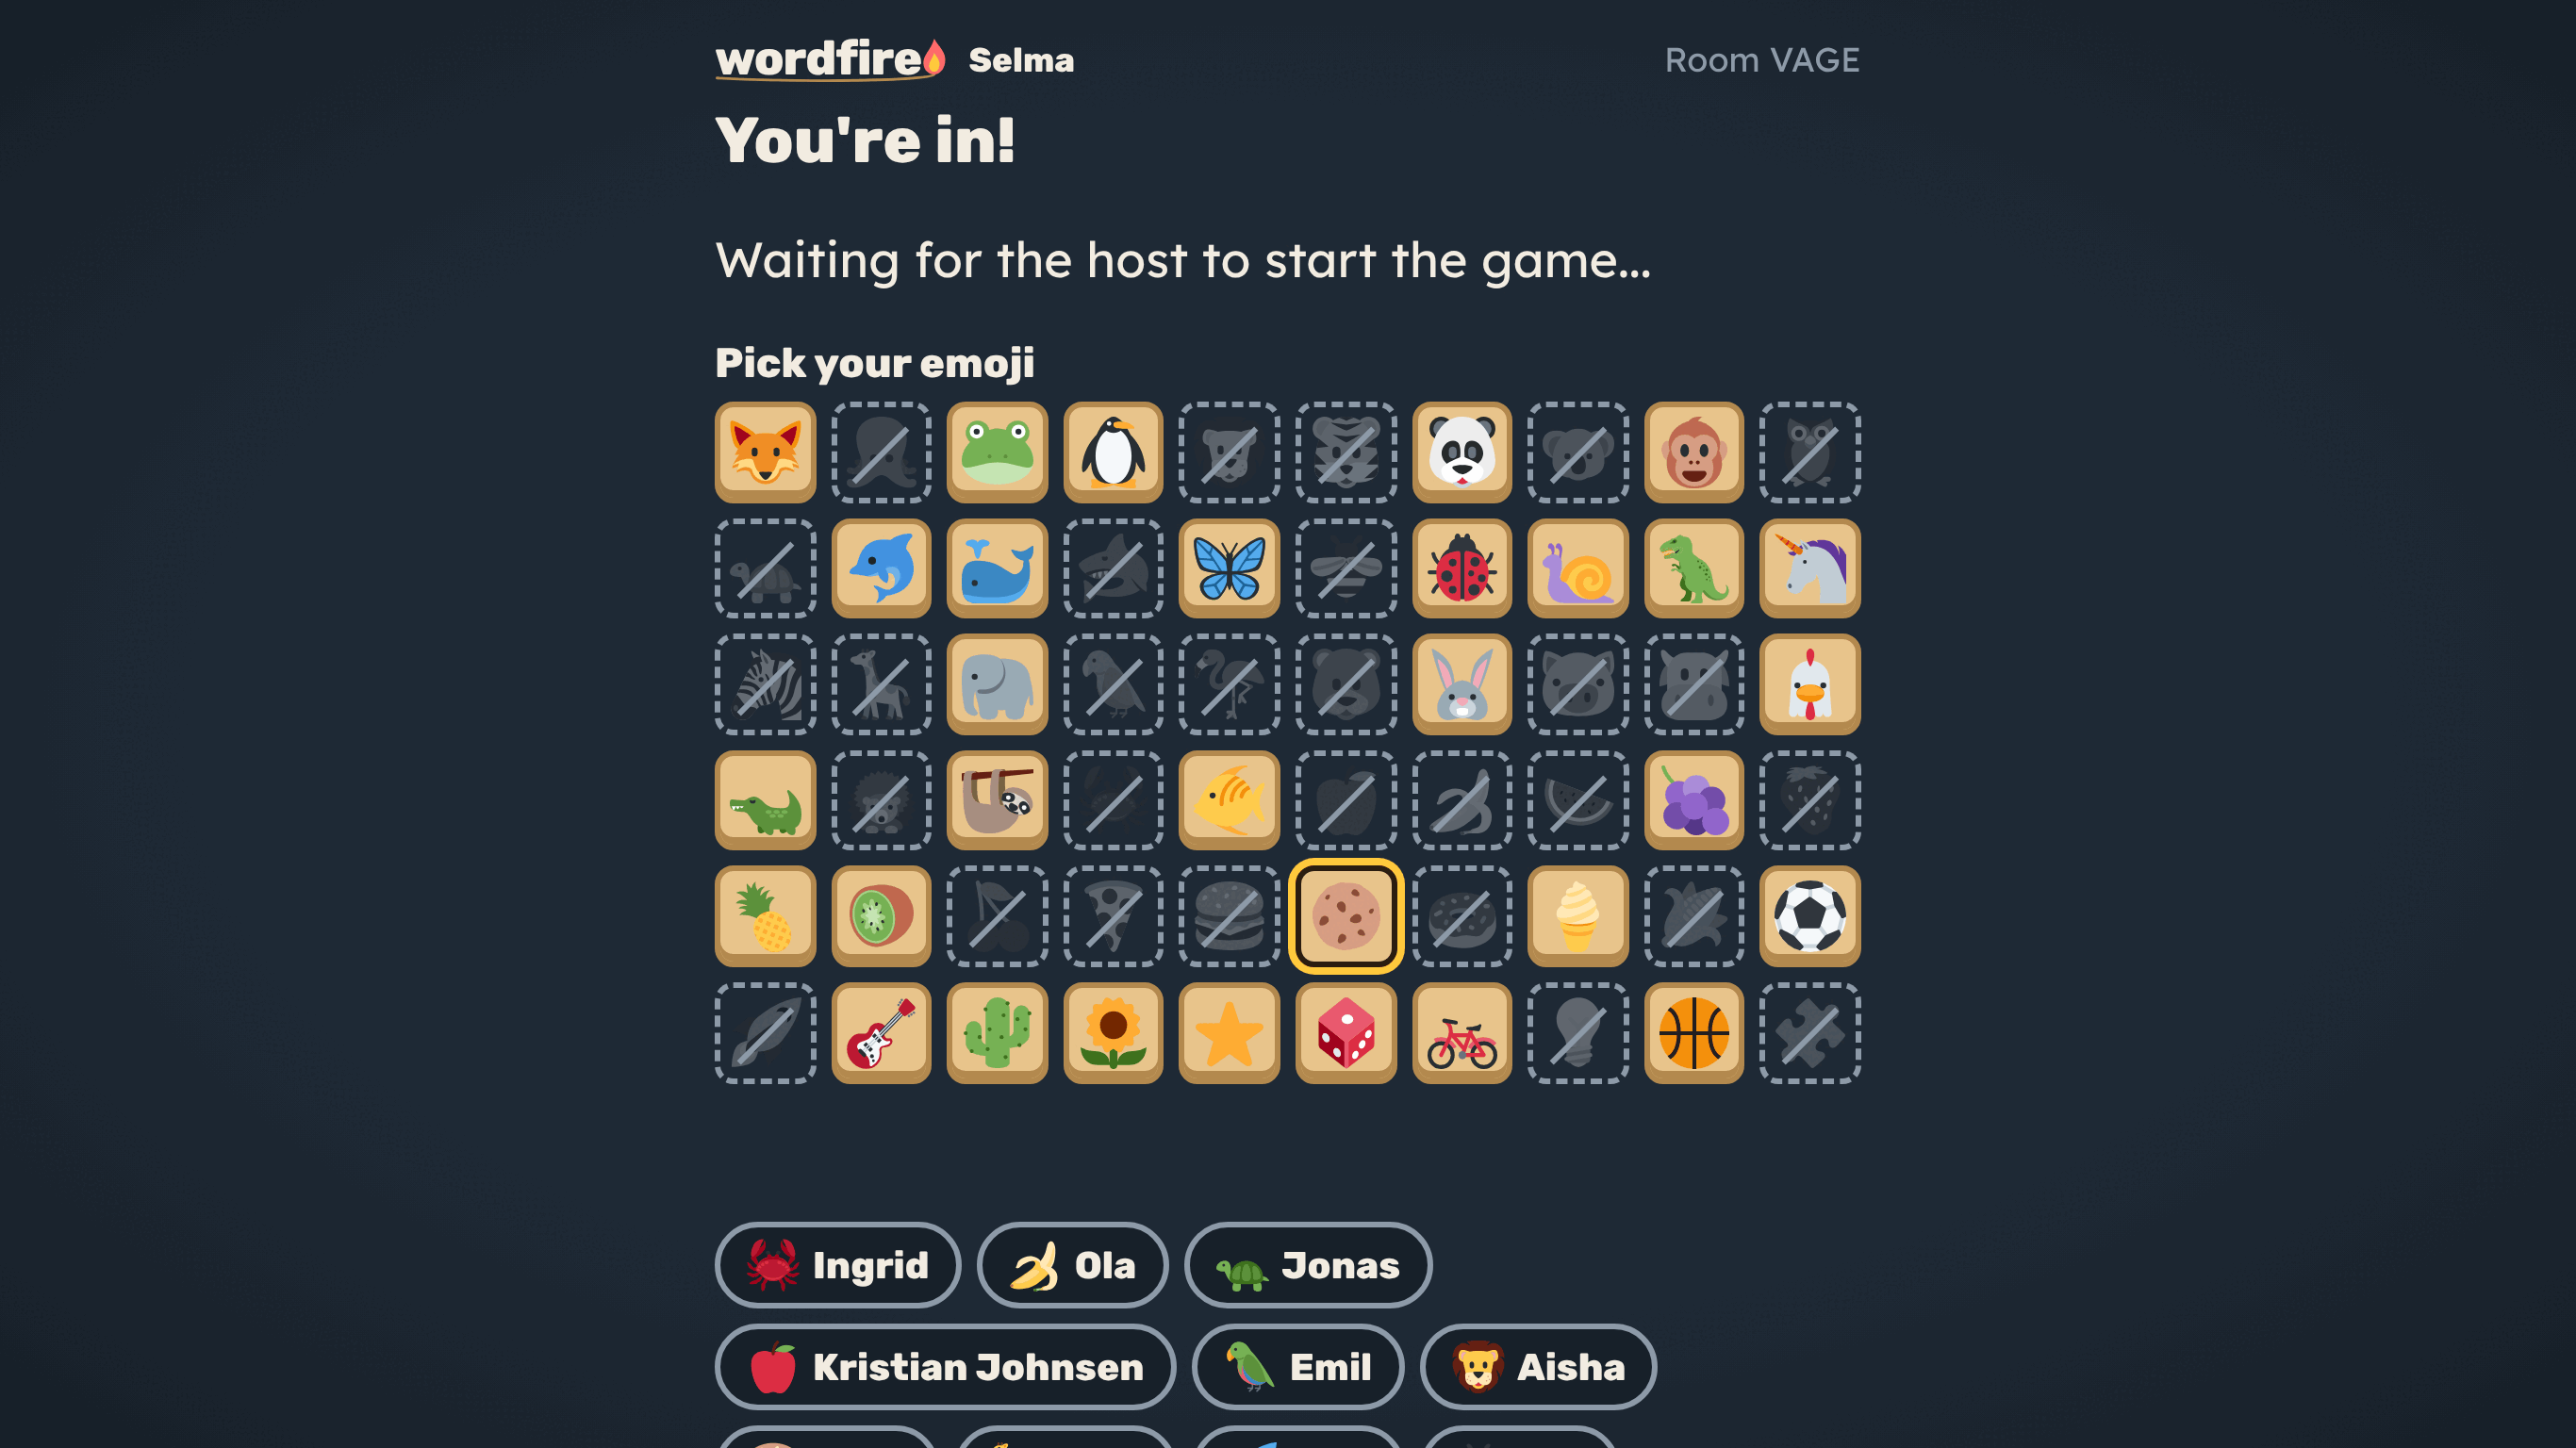 wordfire Selma
Room VAGE
You're in!
Waiting for the host to start the game...
Pick your emoji
Ingrid
Ola
Jonas
Kristian Johnsen
Emil
Aisha